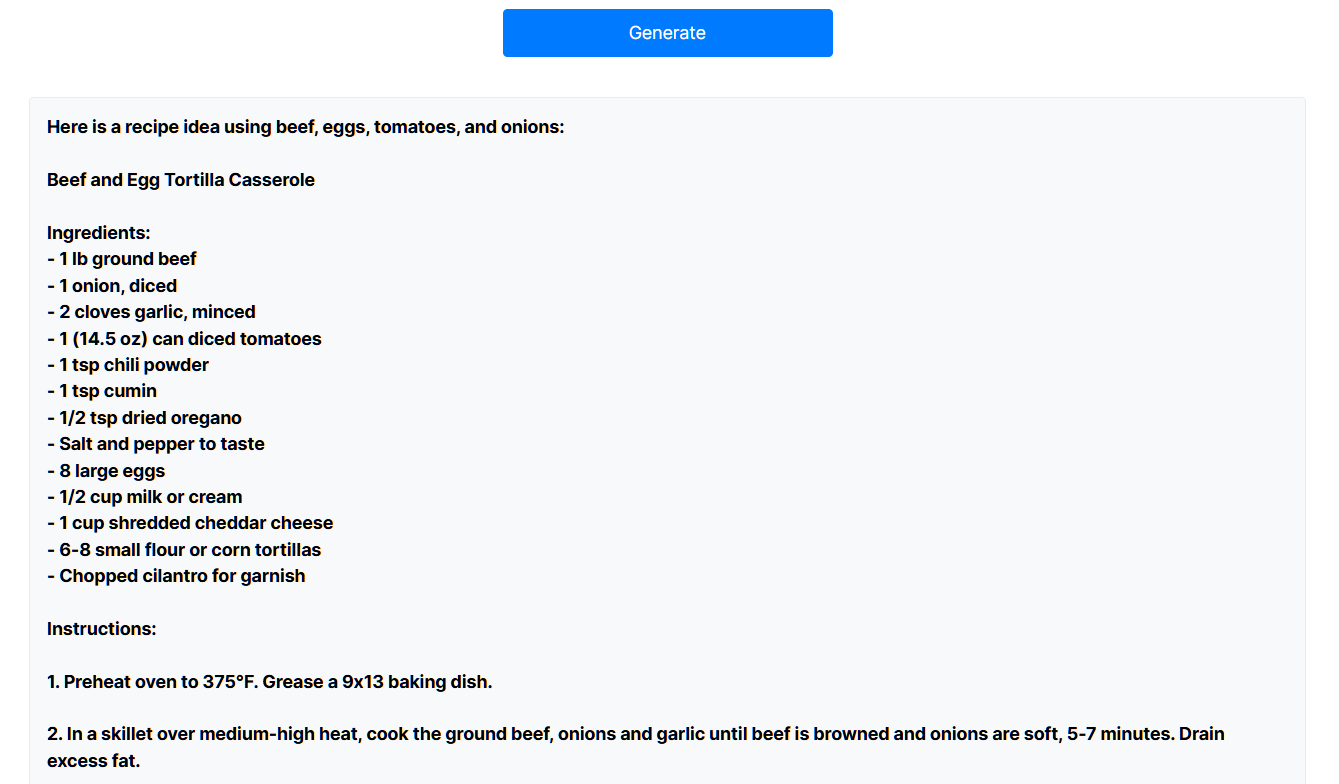 Generate
Here is a recipe idea using beef, eggs, tomatoes, and onions:
Beef and Egg Tortilla Casserole
Ingredients:
- 1 lb ground beef
- 1 onion, diced
- 2 cloves garlic, minced
- 1 (14.5 oz) can diced tomatoes
- 1 tsp chili powder
- 1 tsp cumin
- 1/2 tsp dried oregano
- Salt and pepper to taste
- 8 large eggs
- 1/2 cup milk or cream
- 1 cup shredded cheddar cheese
- 6-8 small flour or corn tortillas
- Chopped cilantro for garnish
Instructions:
1. Preheat oven to 375°F. Grease a 9x13 baking dish.
2. In a skillet over medium-high heat, cook the ground beef, onions and garlic until beef is browned and onions are soft, 5-7 minutes. Drain
excess fat.